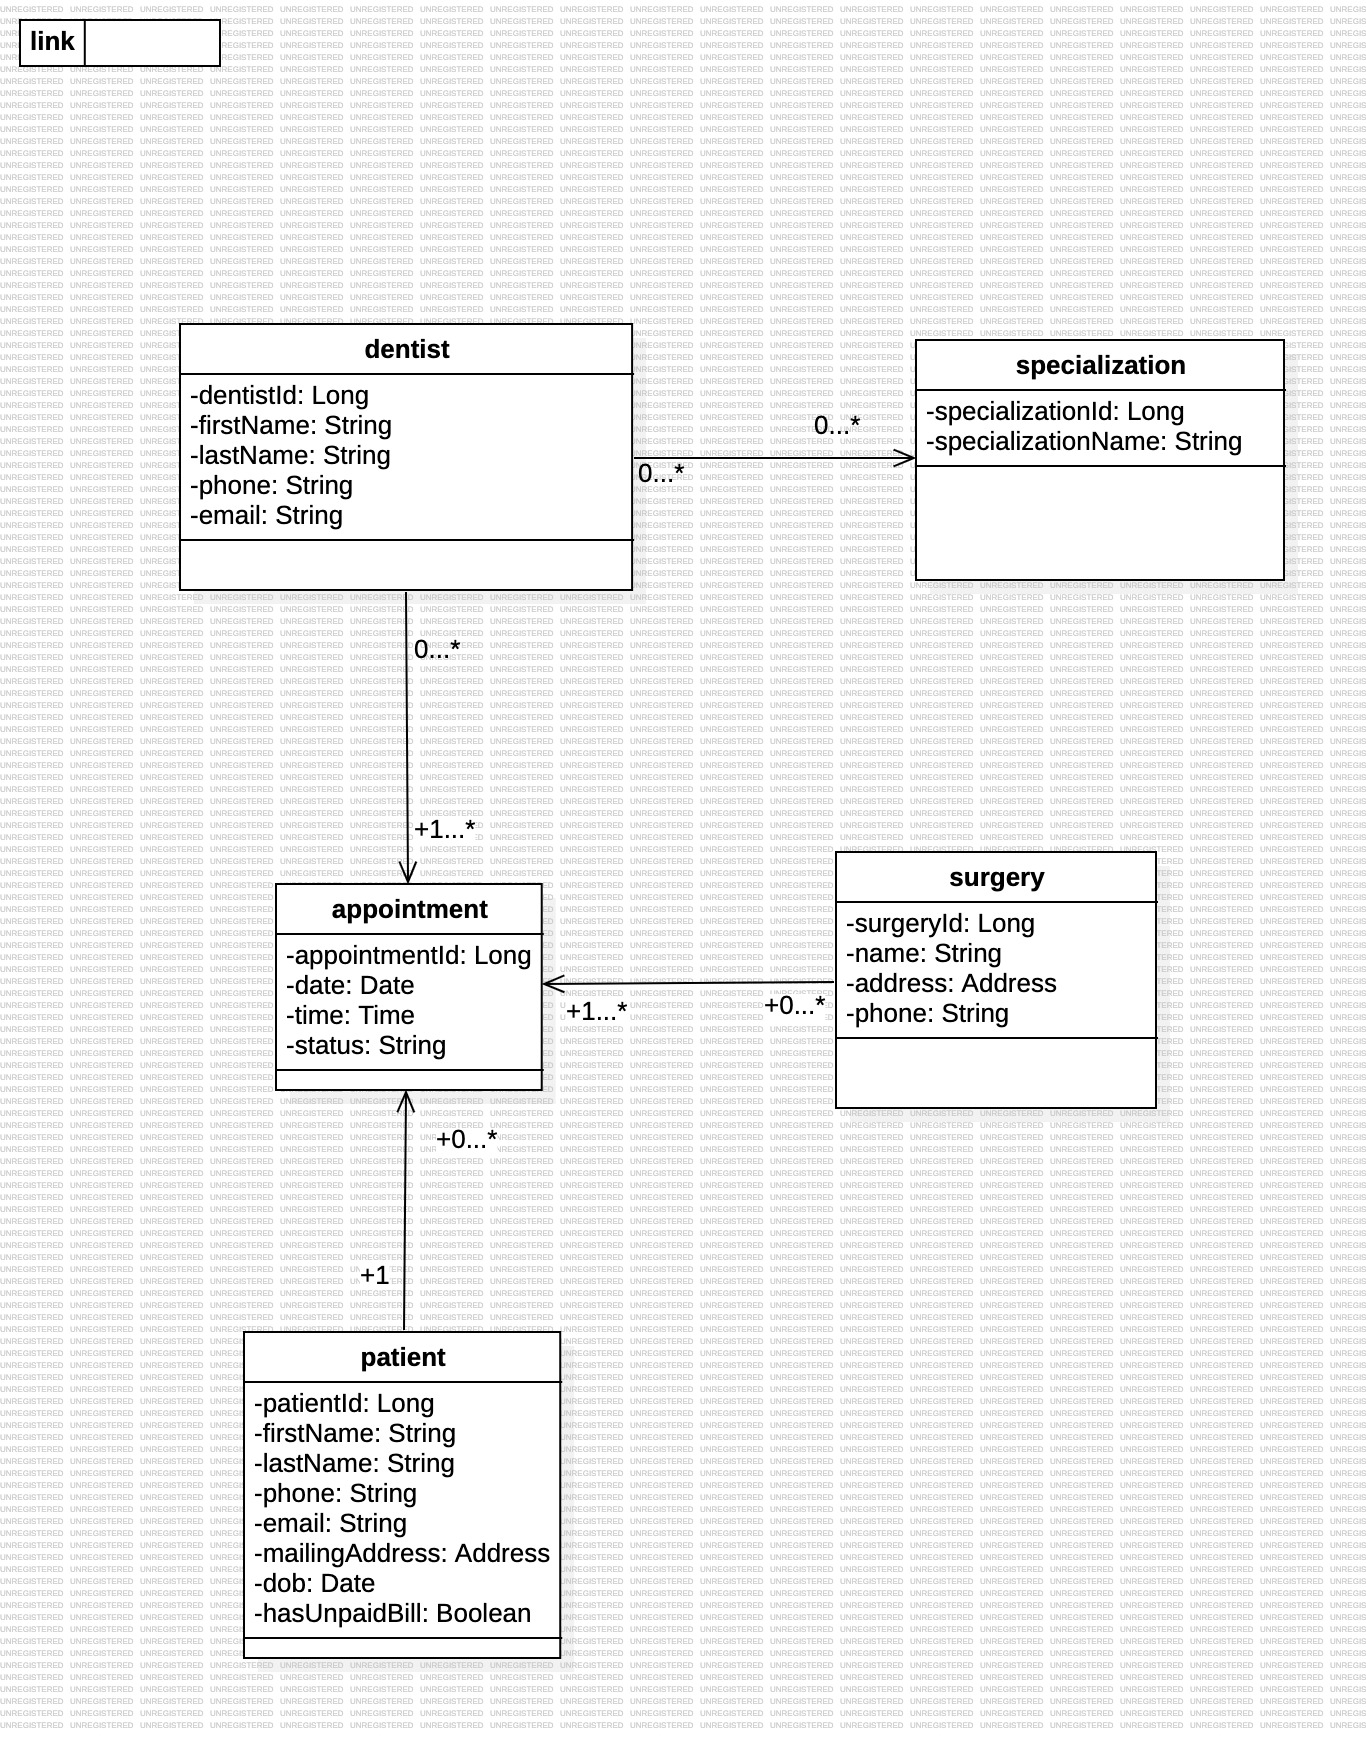 link
dentist
-dentistId: Long
-firstName: String
-lastName: String
-phone: String
-email: String
specialization
-specializationId: Long
-specializationName: String
0...*
0...*
0...*
+1...*
appointment
-appointmentId: Long
-date: Date
-time: Time
-status: String
surgery
-surgeryId: Long
-name: String
-address: Address
-phone: String
+1...*
+0...*
+0...*
+1
patient
-patientId: Long
-firstName: String
-lastName: String
-phone: String
-email: String
-mailingAddress: Address
-dob: Date
-hasUnpaidBill: Boolean
UNREGISTERED